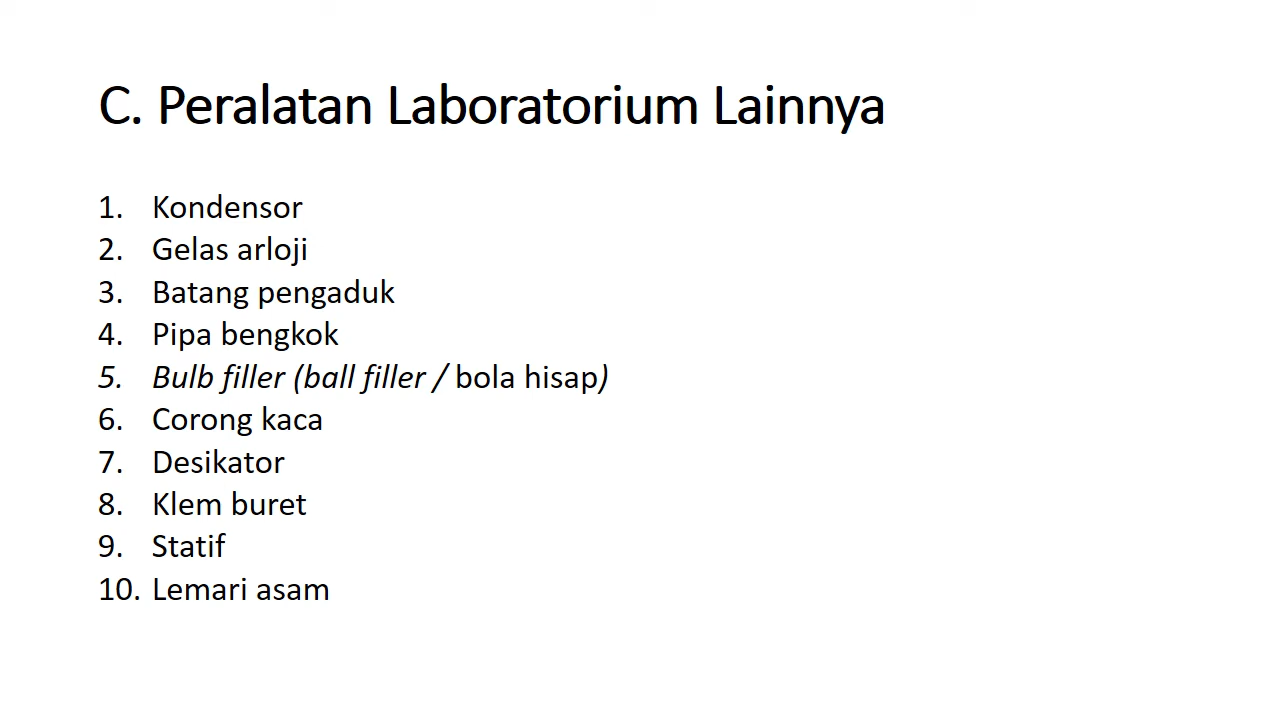 C. Peralatan Laboratorium Lainnya
1. Kondensor
2. Gelas arloji
3. Batang pengaduk
4. Pipa bengkok
5. Bulb filler (ball filler / bola hisap)
6. Corong kaca
7. Desikator
8. Klem buret
9. Statif
10. Lemari asam